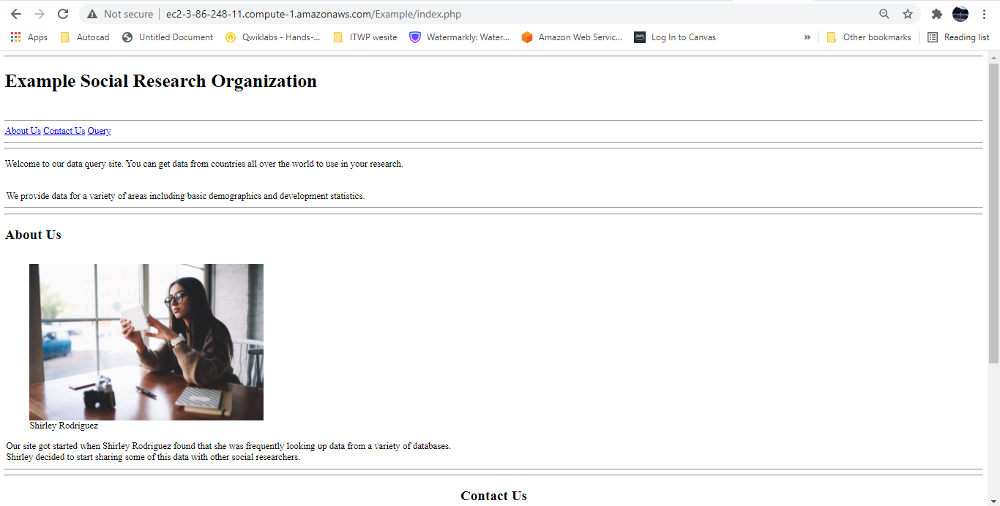 Not secure | ec2-3-86-248-11.compute-1.amazonaws.com/Example/index.php
Apps Autocad Untitled Document Qwiklabs - Hands-... ITWP wesite Watermarkly: Water... aws Amazon Web Servic... Log In to Canvas » Other bookmarks Reading list
Example Social Research Organization
About Us Contact Us Query
Welcome to our data query site. You can get data from countries all over the world to use in your research.
We provide data for a variety of areas including basic demographics and development statistics.
About Us
Shirley Rodriguez
Our site got started when Shirley Rodriguez found that she was frequently looking up data from a variety of databases.
Shirley decided to start sharing some of this data with other social researchers.
Contact Us